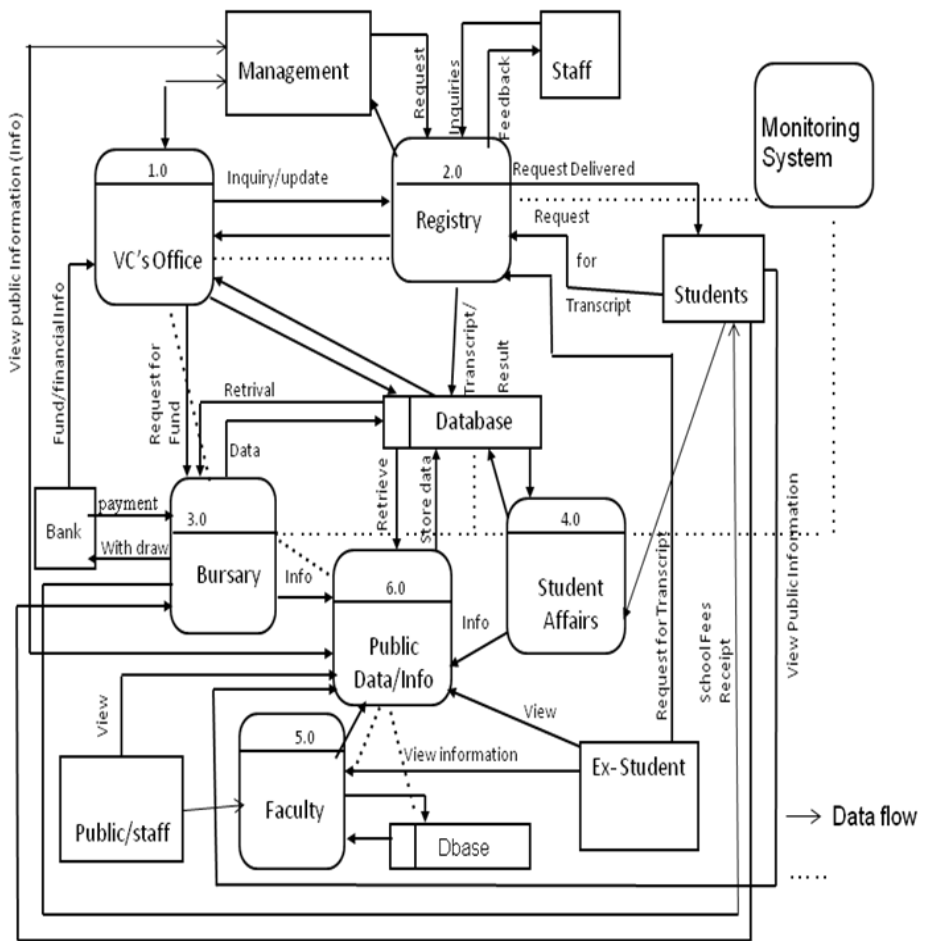 Management
Staff
Request
Inquiries
Feedback
Monitoring
System
View public Information (Info)
1.0
VC's Office
Inquiry/update
2.0
Registry
Request Delivered
Request
for
Transcript
Students
Fund/financial Info
Request for
Fund
Retrival
Data
Transcript/
Result
Database
Retrieve
Store data
Bank
payment
With draw
3.0
Bursary
Info
4.0
Student
Affairs
6.0
Public
Data/Info
Info
Request for Transcript
School Fees
Receipt
View Public Information
View
View
5.0
Faculty
View information
Ex- Student
Public/staff
Dbase
Data flow